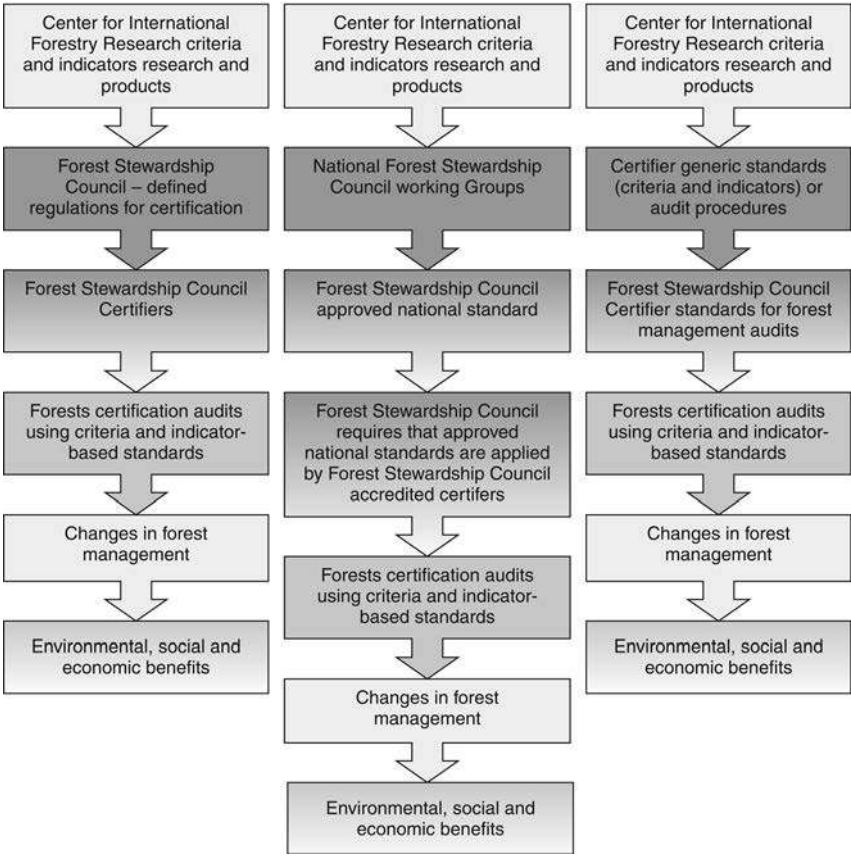 Center for International
Forestry Research criteria
and indicators research and
products
Forest Stewardship
Council – defined
regulations for certification
Forest Stewardship Council
Certifiers
Forests certification audits
using criteria and indicator-
based standards
Changes in forest
management
Environmental, social and
economic benefits
Center for International
Forestry Research criteria
and indicators research and
products
National Forest Stewardship
Council working Groups
Forest Stewardship Council
approved national standard
Forest Stewardship Council
requires that approved
national standards are applied
by Forest Stewardship Council
accredited certifers
Forests certification audits
using criteria and indicator-
based standards
Changes in forest
management
Environmental, social and
economic benefits
Center for International
Forestry Research criteria
and indicators research and
products
Certifier generic standards
(criteria and indicators) or
audit procedures
Forest Stewardship Council
Certifier standards for forest
management audits
Forests certification audits
using criteria and indicator-
based standards
Changes in forest
management
Environmental, social and
economic benefits